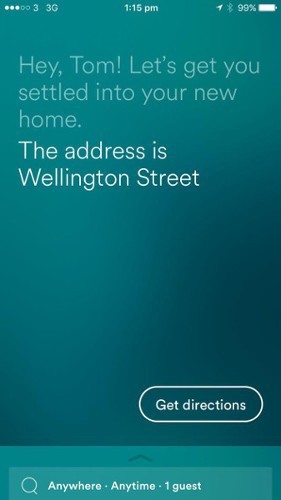 3 3G 1:15 pm 99%
Hey, Tom! Let's get you
settled into your new
home.
The address is
Wellington Street
Get directions
Anywhere · Anytime · 1 guest